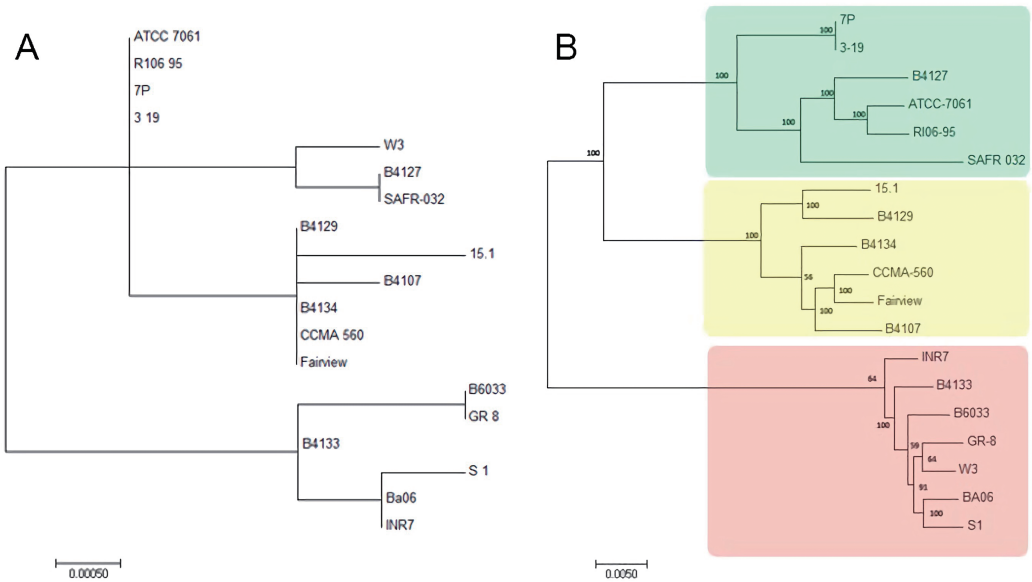 A
ATCC 7061
R106 95
7P
3 19
W3
B4127
SAFR-032
B4129
15.1
B4107
B4134
CCMA 560
Fairview
B6033
GR 8
B4133
S 1
Ba06
INR7
0.00050
B
7P
100
3-19
100
B4127
100
ATCC-7061
100
100
RI06-95
100
SAFR 032
15.1
100
B4129
100
B4134
56
CCMA-560
100
Fairview
100
B4107
INR7
64
B4133
100
B6033
59
GR-8
64
W3
91
BA06
100
S1
0.0050